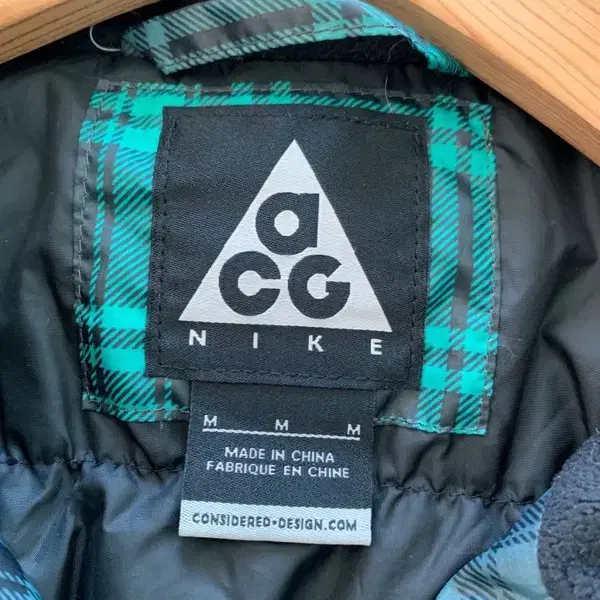 a
CG
NIKE
M M M
MADE IN CHINA
FABRIQUE EN CHINE
CONSIDERED•DESIGN.COM